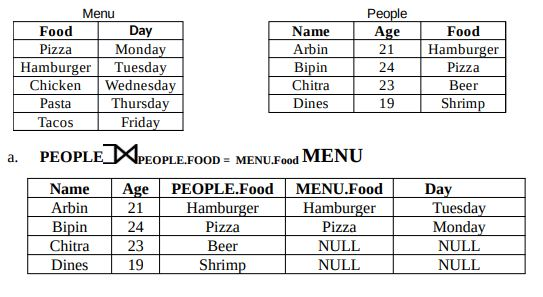 Menu
Food Day
Pizza Monday
Hamburger Tuesday
Chicken Wednesday
Pasta Thursday
Tacos Friday
People
Name Age Food
Arbin 21 Hamburger
Bipin 24 Pizza
Chitra 23 Beer
Dines 19 Shrimp
a. PEOPLE⟕PEOPLE.FOOD = MENU.Food MENU
Name Age PEOPLE.Food MENU.Food Day
Arbin 21 Hamburger Hamburger Tuesday
Bipin 24 Pizza Pizza Monday
Chitra 23 Beer NULL NULL
Dines 19 Shrimp NULL NULL